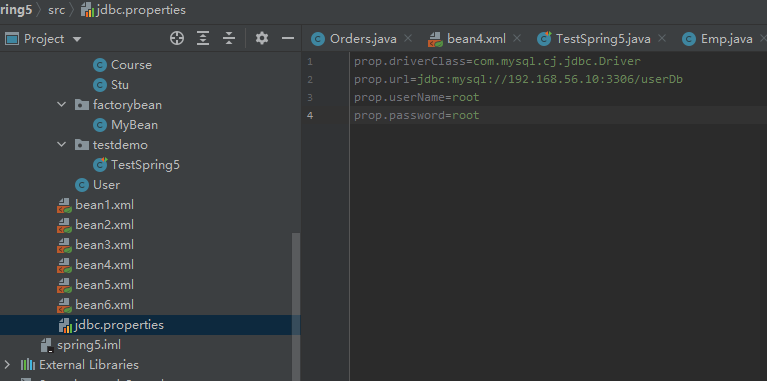 ring5 › src › jdbc.properties
Project
Orders.java
bean4.xml
TestSpring5.java
Emp.java
Course
Stu
factorybean
MyBean
testdemo
TestSpring5
User
bean1.xml
bean2.xml
bean3.xml
bean4.xml
bean5.xml
bean6.xml
jdbc.properties
spring5.iml
External Libraries
1 prop.driverClass=com.mysql.cj.jdbc.Driver
2 prop.url=jdbc:mysql://192.168.56.10:3306/userDb
3 prop.userName=root
4 prop.password=root